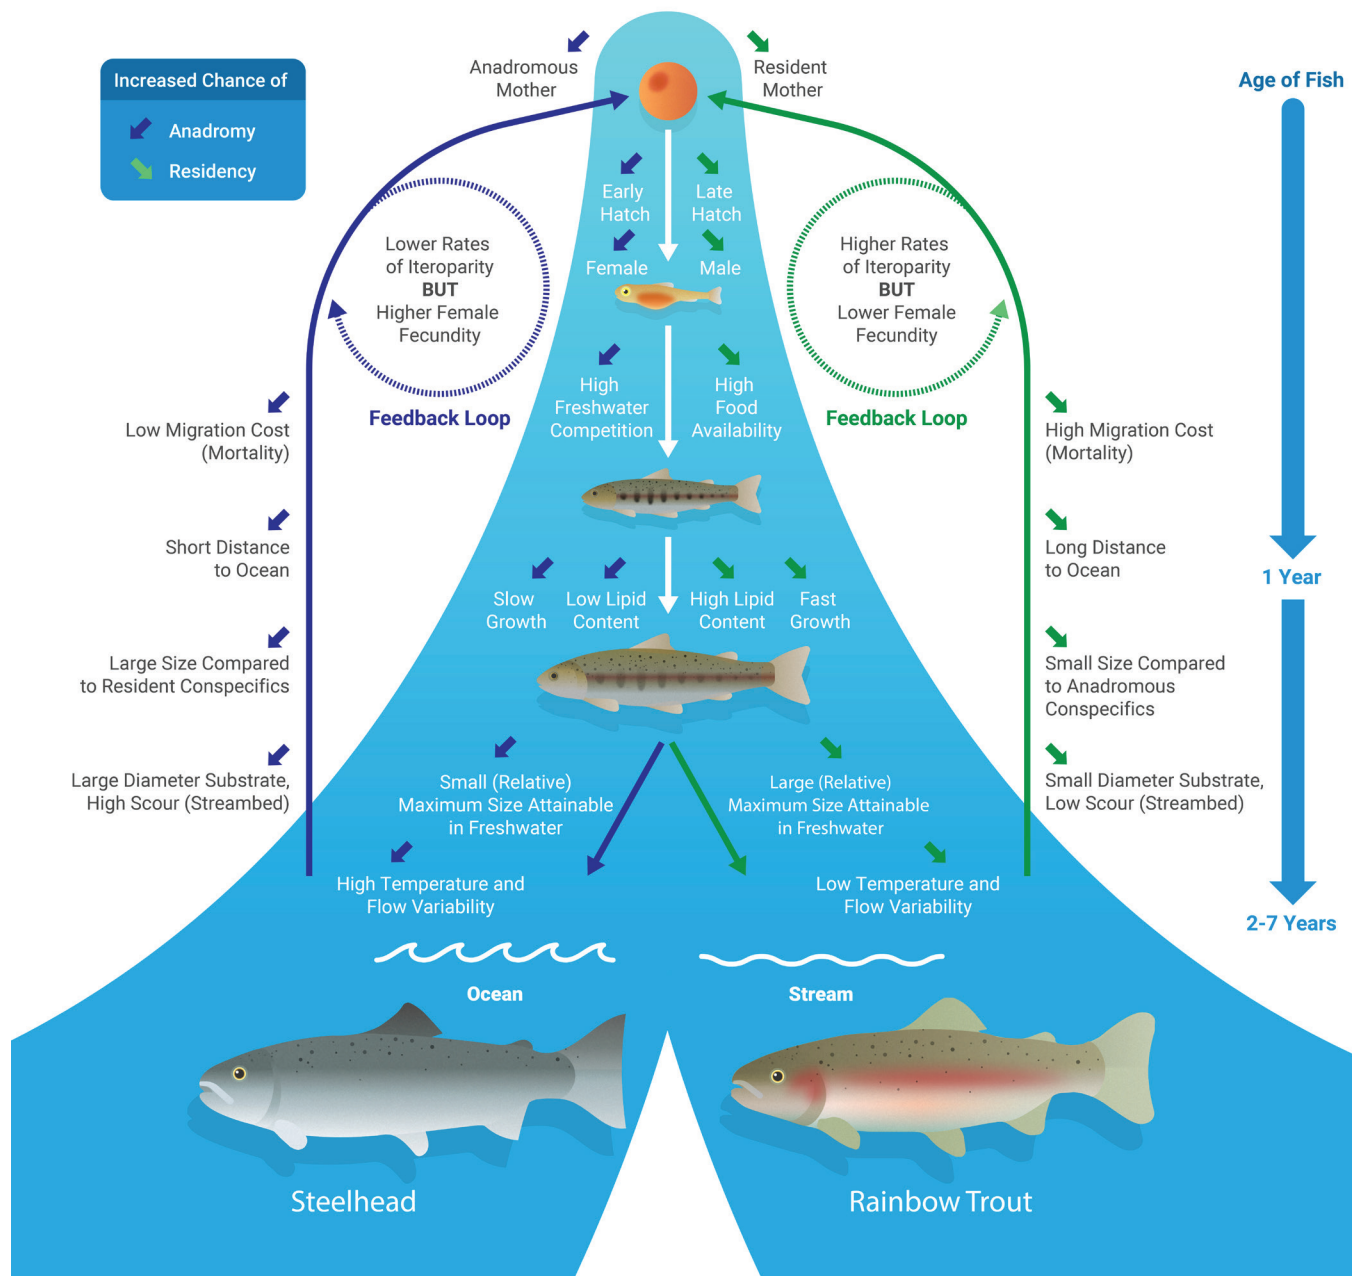 Increased Chance of
Anadromy
Residency
Anadromous
Mother
Resident
Mother
Age of Fish
Early
Hatch
Late
Hatch
Female
Male
Lower Rates
of Iteroparity
BUT
Higher Female
Fecundity
Feedback Loop
Higher Rates
of Iteroparity
BUT
Lower Female
Fecundity
Feedback Loop
High
Freshwater
Competition
High
Food
Availability
Low Migration Cost
(Mortality)
High Migration Cost
(Mortality)
Short Distance
to Ocean
Long Distance
to Ocean
1 Year
Slow
Growth
Low Lipid
Content
High Lipid
Content
Fast
Growth
Large Size Compared
to Resident Conspecifics
Small Size Compared
to Anadromous
Conspecifics
Large Diameter Substrate,
High Scour (Streambed)
Small (Relative)
Maximum Size Attainable
in Freshwater
Large (Relative)
Maximum Size Attainable
in Freshwater
Small Diameter Substrate,
Low Scour (Streambed)
High Temperature and
Flow Variability
Low Temperature and
Flow Variability
2-7 Years
Ocean
Stream
Steelhead
Rainbow Trout